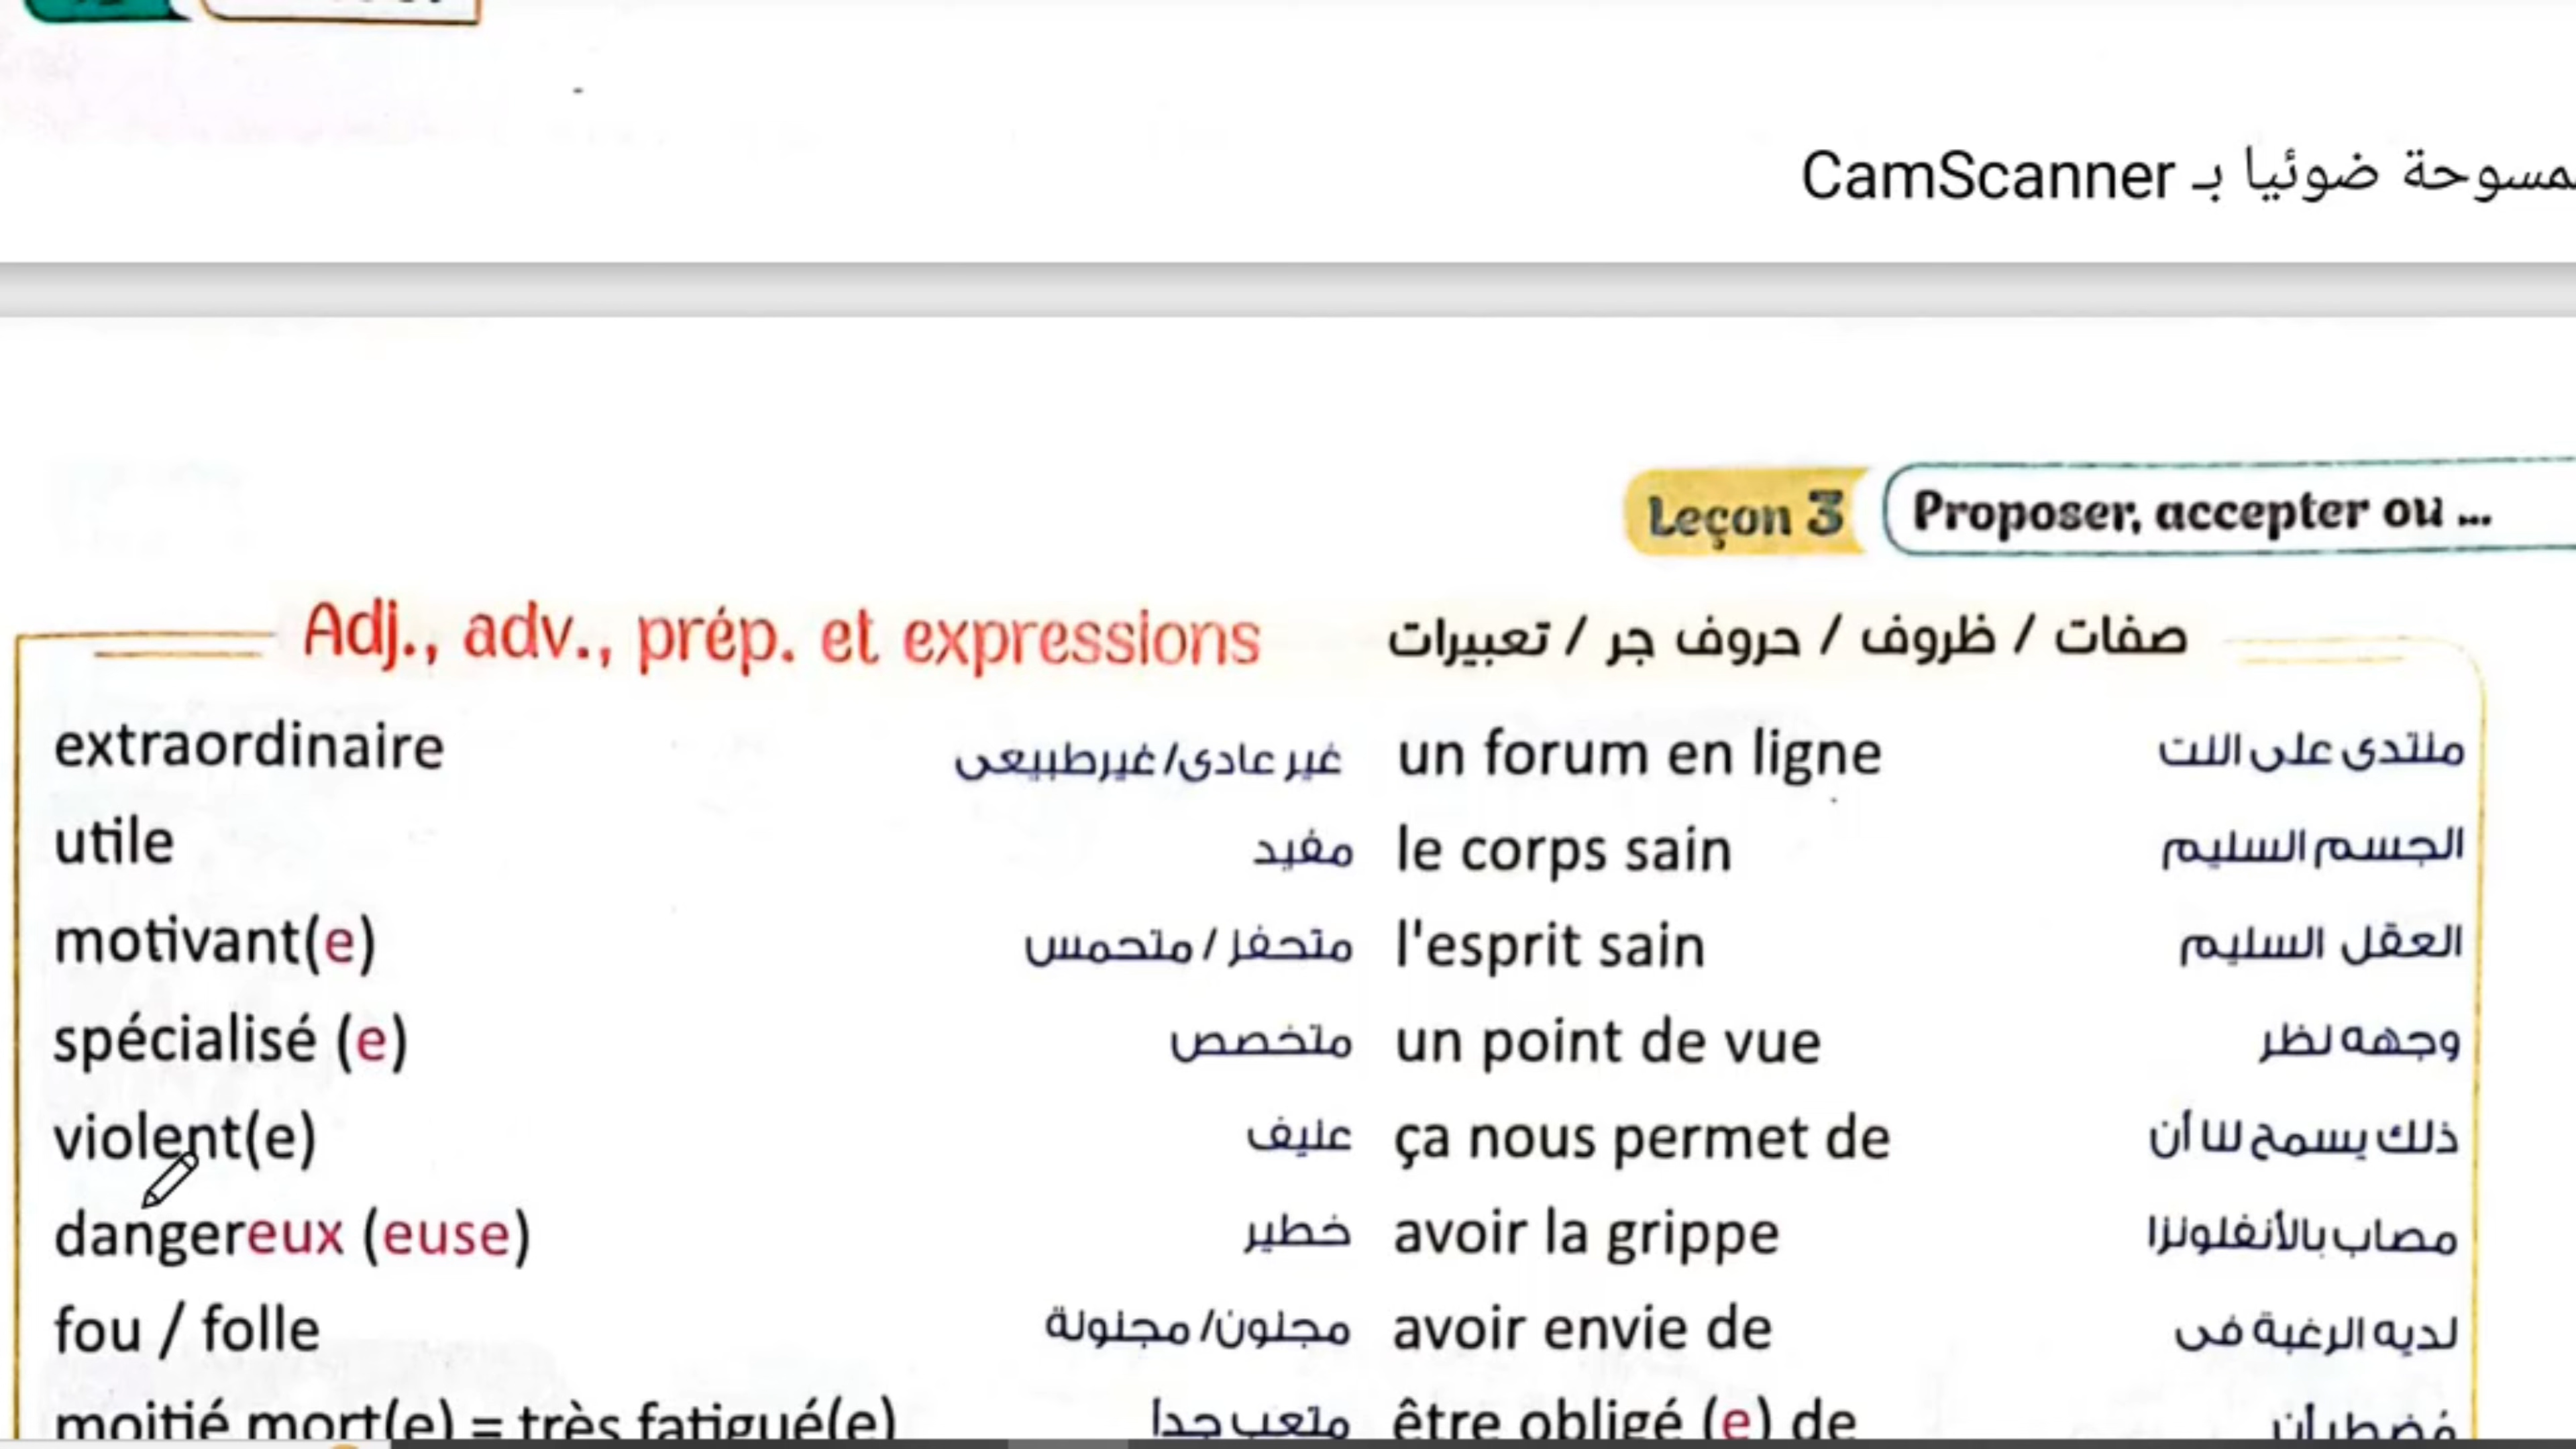 CamScanner مسوحة ضوئيا بـ
Leçon 3 Proposer, accepter ou ...
Adj., adv., prép. et expressions صفات / ظروف / حروف جر / تعبيرات
extraordinaire غير عادى/غيرطبيعى un forum en ligne منتدى على النت
utile مفيد le corps sain الجسم السليم
motivant(e) متحفز / متحمس l'esprit sain العقل السليم
spécialisé (e) متخصص un point de vue وجهه نظر
violent(e) عنيف ça nous permet de ذلك يسمح لنا أن
dangereux (euse) خطير avoir la grippe مصاب بالأنفلونزا
fou / folle مجنون/ مجنونة avoir envie de لديه الرغبة فى
moitié mort(e) = très fatigué(e) متعب جداً être obligé (e) de